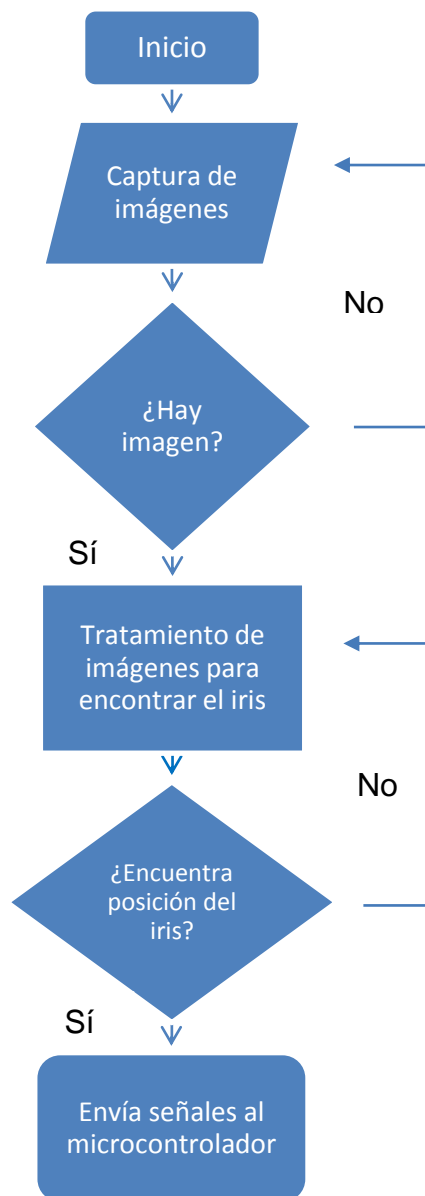 Inicio
Captura de
imágenes
No
¿Hay
imagen?
Sí
Tratamiento de
imágenes para
encontrar el iris
No
¿Encuentra
posición del
iris?
Sí
Envía señales al
microcontrolador